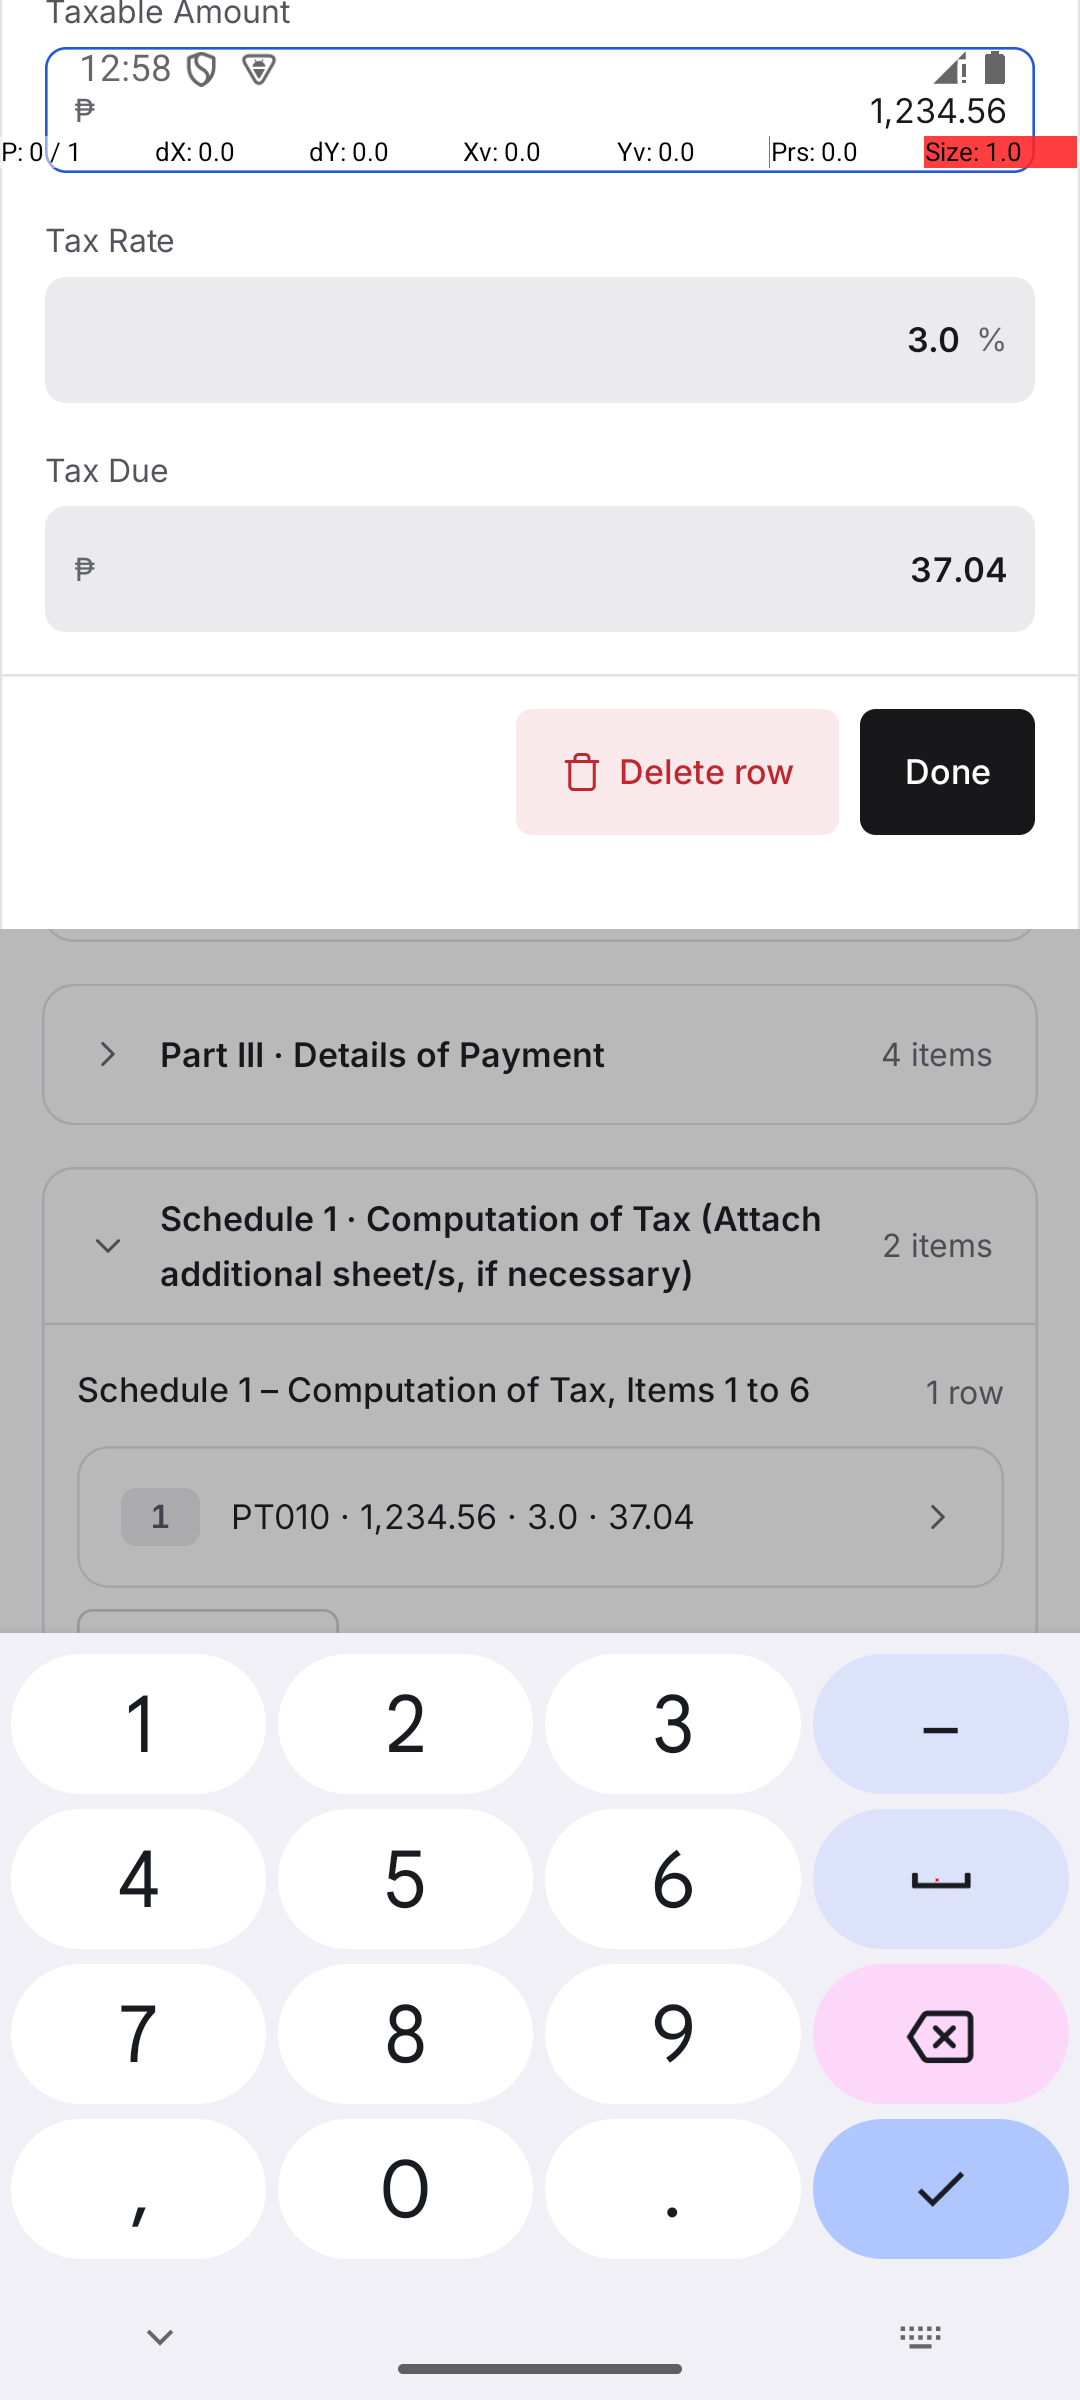 Taxable Amount
12:58
₱ 1,234.56
P: 0 / 1 dX: 0.0 dY: 0.0 Xv: 0.0 Yv: 0.0 Prs: 0.0 Size: 1.0
Tax Rate
3.0 %
Tax Due
₱ 37.04
Delete row Done
Part III · Details of Payment 4 items
Schedule 1 · Computation of Tax (Attach
additional sheet/s, if necessary) 2 items
Schedule 1 – Computation of Tax, Items 1 to 6 1 row
1 PT010 · 1,234.56 · 3.0 · 37.04
1 2 3 –
4 5 6
7 8 9
, 0 .